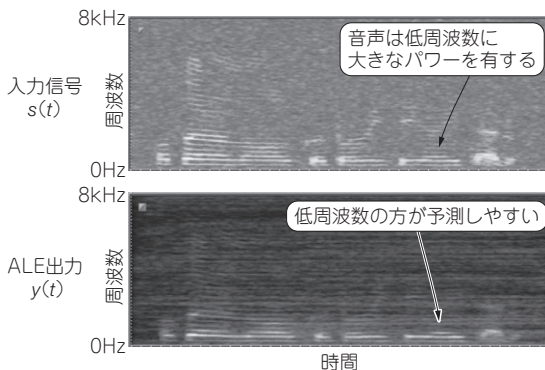 8kHz
音声は低周波数に
大きなパワーを有する
入力信号
s(t)
周波数
0Hz
8kHz
低周波数の方が予測しやすい
ALE出力
y(t)
周波数
0Hz
時間